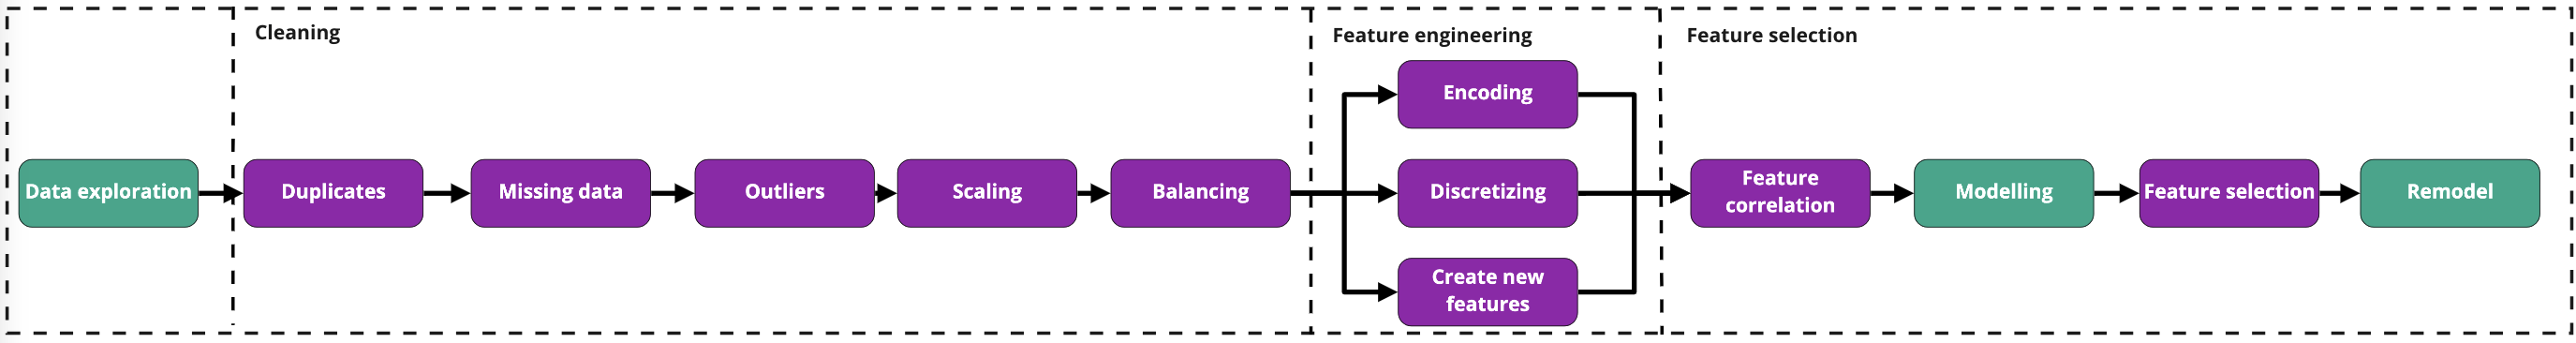 Cleaning
Feature engineering
Feature selection
Encoding
Data exploration
Duplicates
Missing data
Outliers
Scaling
Balancing
Discretizing
Feature
correlation
Modelling
Feature selection
Remodel
Create new
features